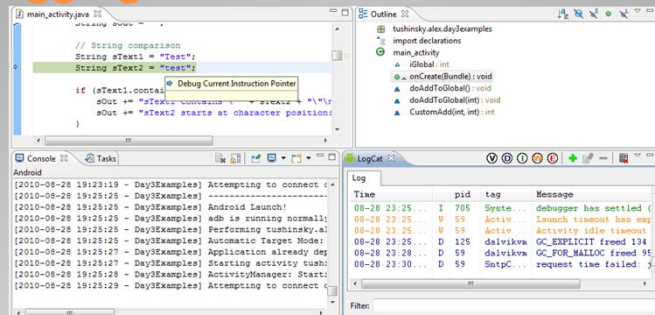 main_activity.java
// String comparison
String sText1 = "Test";
String sText2 = "test";
Debug Current Instruction Pointer
if (sText1.contai
sOut += "sText1 contains \" + sText2 + "\"\n
sOut += "sText2 starts at character position:
}
Outline
tushinsky.alex.day3examples
import declarations
main_activity
iGlobal : int
onCreate(Bundle) : void
doAddToGlobal() : void
doAddToGlobal(int) : void
CustomAdd(int, int) : int
Console Tasks
Android
[2010-08-28 19:23:19 - Day3Examples] Attempting to connect
[2010-08-28 19:25:25 - Day3Examples] ------------------
[2010-08-28 19:25:25 - Day3Examples] Android Launch!
[2010-08-28 19:25:25 - Day3Examples] adb is running normally
[2010-08-28 19:25:25 - Day3Examples] Performing tushinsky.al
[2010-08-28 19:25:25 - Day3Examples] Automatic Target Mode:
[2010-08-28 19:25:27 - Day3Examples] Application already dep
[2010-08-28 19:25:27 - Day3Examples] Starting activity tushi
[2010-08-28 19:25:28 - Day3Examples] ActivityManager: Starti
[2010-08-28 19:25:29 - Day3Examples] Attempting to connect
LogCat
Log
Time pid tag Message
08-28 23:25... I 705 Syste... debugger has settled (
08-28 23:25... W 59 Activ... Launch timeout has exp
08-28 23:25... W 59 Activ... Activity idle timeout
08-28 23:25... D 125 dalvikvm GC_EXPLICIT freed 134
08-28 23:28... D 59 dalvikvm GC_FOR_MALLOC freed 95
08-28 23:30... D 59 SntpC... request time failed: j
Filter: